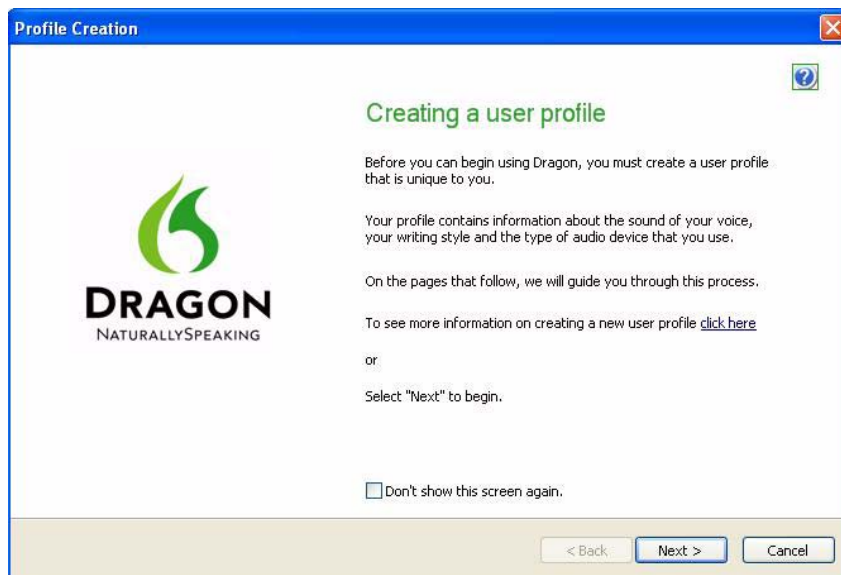 Profile Creation
Creating a user profile
Before you can begin using Dragon, you must create a user profile
that is unique to you.
Your profile contains information about the sound of your voice,
your writing style and the type of audio device that you use.
On the pages that follow, we will guide you through this process.
To see more information on creating a new user profile click here
or
Select "Next" to begin.
DRAGON
NATURALLYSPEAKING
Don't show this screen again.
< Back
Next >
Cancel